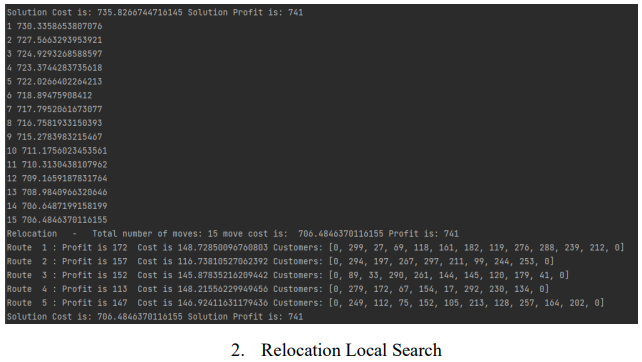 Solution Cost is: 735.8266744716145 Solution Profit is: 741
1 730.3358653807076
2 727.5663293953921
3 724.9293268588597
4 723.3744283735618
5 722.0266402264213
6 718.89475908412
7 717.7952061673077
8 716.7581933150393
9 715.2783983215467
10 711.1756023453561
11 710.3130438107962
12 709.1659187831764
13 708.9840966320646
14 706.6487199158199
15 706.4846370116155
Relocation   -   Total number of moves: 15 move cost is:  706.4846370116155 Profit is: 741
Route  1 : Profit is 172  Cost is 148.72850096760803 Customers: [0, 299, 27, 69, 118, 161, 182, 119, 276, 288, 239, 212, 0]
Route  2 : Profit is 157  Cost is 116.73810527062392 Customers: [0, 294, 197, 267, 297, 211, 99, 244, 253, 0]
Route  3 : Profit is 152  Cost is 145.87835216209442 Customers: [0, 89, 33, 290, 261, 144, 145, 120, 179, 41, 0]
Route  4 : Profit is 113  Cost is 148.21556229949456 Customers: [0, 279, 172, 67, 154, 17, 292, 230, 134, 0]
Route  5 : Profit is 147  Cost is 146.92411631179436 Customers: [0, 249, 112, 75, 152, 105, 213, 128, 257, 164, 202, 0]
Solution Cost is: 706.4846370116155 Solution Profit is: 741
2. Relocation Local Search